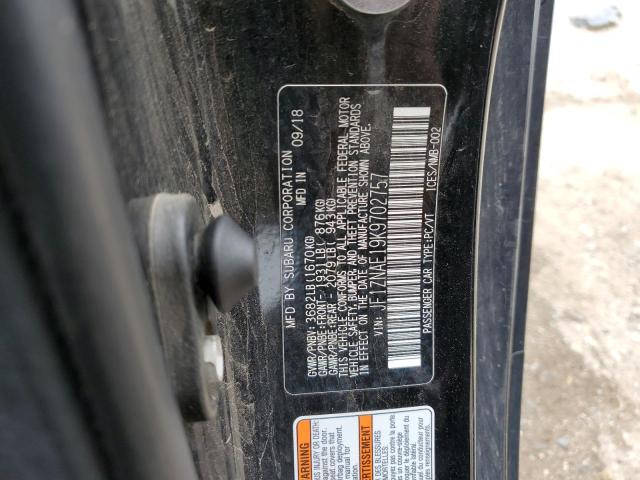 MFD BY SUBARU CORPORATION
MFD IN 09/18
GVWR/PNBV:3682LB(1670KG)
GAWR/PNBE:FRONT- 1931LB( 876KG)
GAWR/PNBE:REAR - 2079LB( 943KG)
THIS VEHICLE CONFORMS TO ALL APPLICABLE FEDERAL MOTOR
VEHICLE SAFETY,BUMPER,AND THEFT PREVENTION STANDARDS
IN EFFECT ON THE DATE OF MANUFACTURE SHOWN ABOVE.
VIN: JF1ZNAE19K9702757
PASSENGER CAR TYPE:PC/VT ICES/NMB-002
WARNING
AVERTISSEMENT